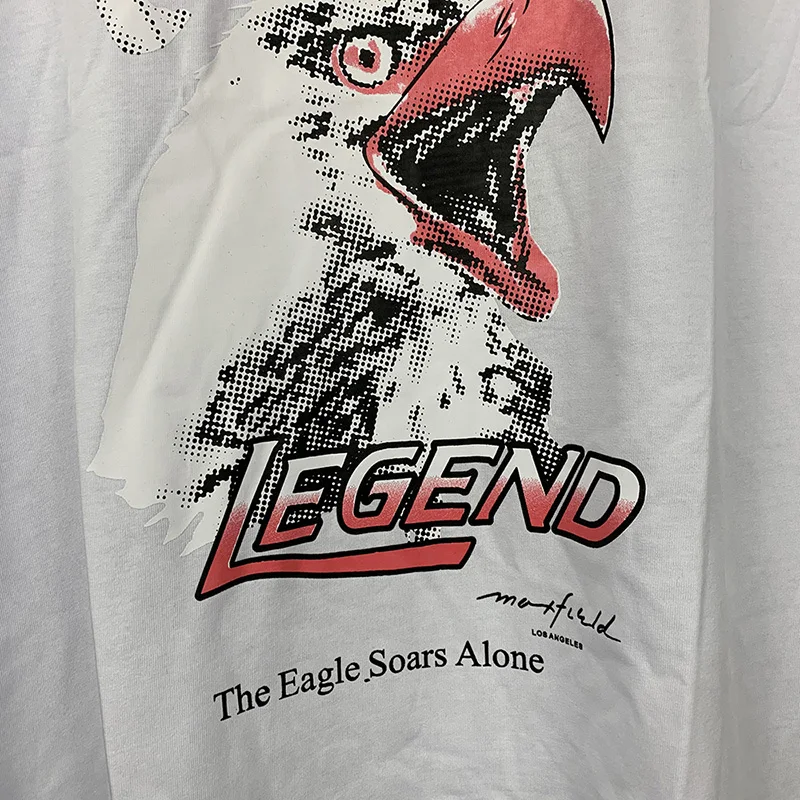 LEGEND
maxfield
LOS ANGELES
The Eagle Soars Alone